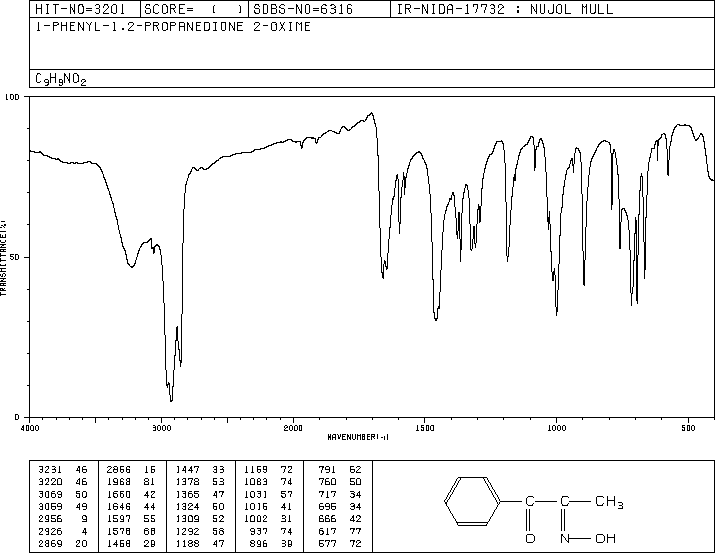 HIT-NO=3201 SCORE= ( ) SDBS-NO=6316 IR-NIDA-17732 : NUJOL MULL
1-PHENYL-1,2-PROPANEDIONE 2-OXIME
C9H9NO2
100
50
0
TRANSMITTANCE(%)
4000 3000 2000 1500 1000 500
WAVENUMBER(-1)
3231 46 2866 16 1447 33 1169 72 791 62
3220 46 1968 81 1378 53 1083 74 760 50
3069 50 1660 42 1365 47 1031 57 717 34
3059 49 1646 44 1324 50 1016 41 695 34
2956 9 1597 55 1309 52 1002 31 666 42
2926 4 1578 68 1292 58 937 74 617 77
2869 20 1458 29 1188 47 896 39 577 72
C C CH3
O N OH